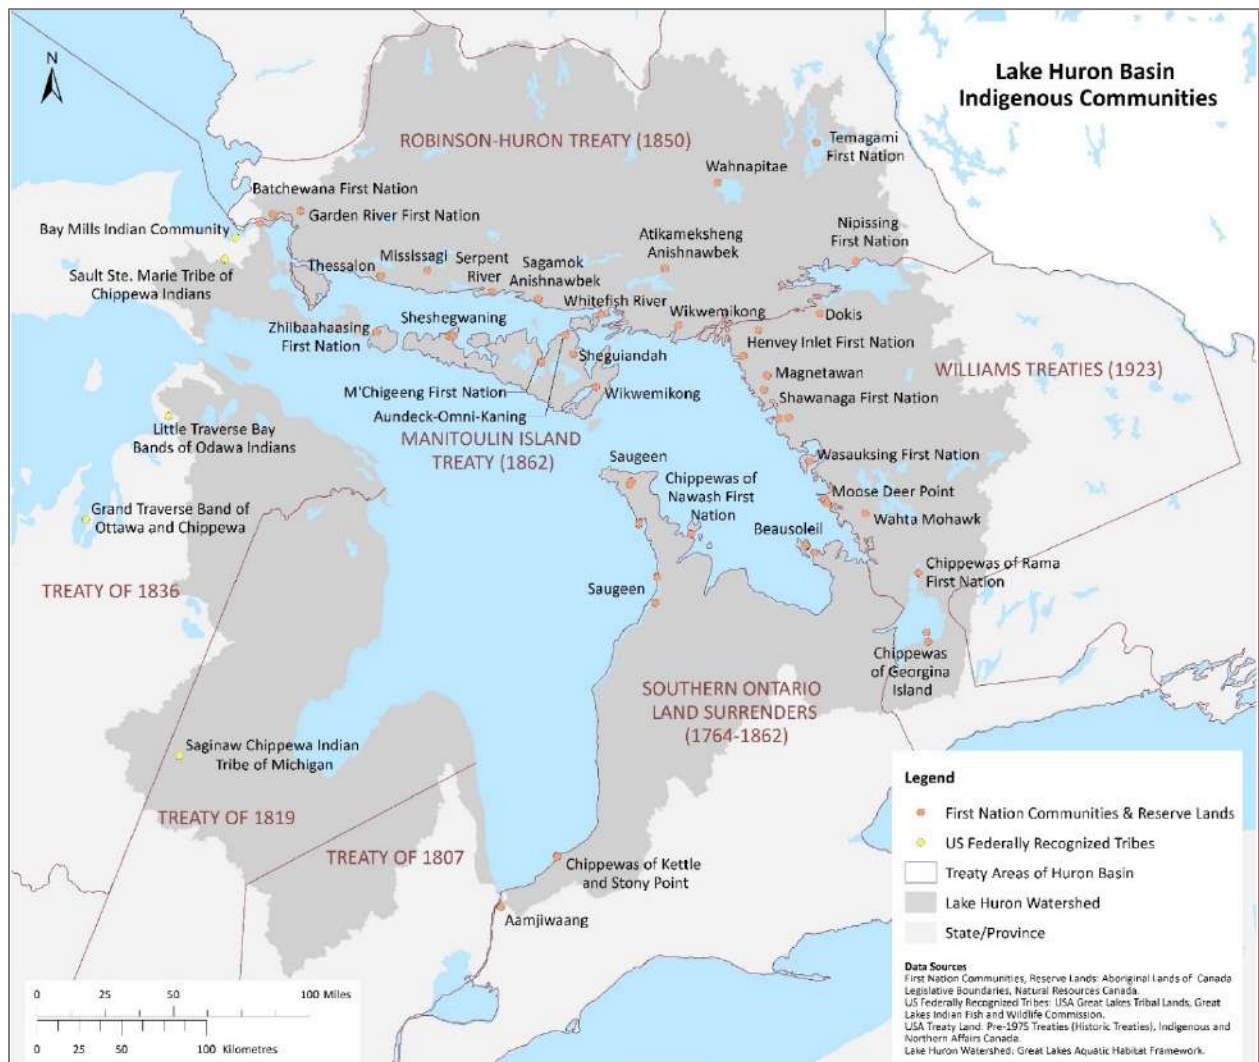 N
Lake Huron Basin
Indigenous Communities
ROBINSON-HURON TREATY (1850)
Temagami
First Nation
Wahnapitae
Batchewana First Nation
Garden River First Nation
Bay Mills Indian Community
Nipissing
First Nation
Atikameksheng
Anishnawbek
Mississagi
Serpent
River
Sagamok
Anishnawbek
Thessalon
Sault Ste. Marie Tribe of
Chippewa Indians
Whitefish River
Wikwemikong
Dokis
Sheshegwaning
Zhiibaahaasing
First Nation
Henvey Inlet First Nation
Sheguiandah
WILLIAMS TREATIES (1923)
Magnetawan
M'Chigeeng First Nation
Wikwemikong
Shawanaga First Nation
Aundeck-Omni-Kaning
Little Traverse Bay
Bands of Odawa Indians
MANITOULIN ISLAND
TREATY (1862)
Saugeen
Wasauksing First Nation
Chippewas of
Nawash First
Nation
Moose Deer Point
Grand Traverse Band of
Ottawa and Chippewa
Wahta Mohawk
Beausoleil
Chippewas of Rama
First Nation
TREATY OF 1836
Saugeen
Chippewas
of Georgina
Island
SOUTHERN ONTARIO
LAND SURRENDERS
(1764-1862)
Saginaw Chippewa Indian
Tribe of Michigan
TREATY OF 1819
TREATY OF 1807
Chippewas of Kettle
and Stony Point
Aamjiwaang
Legend
First Nation Communities & Reserve Lands
US Federally Recognized Tribes
Treaty Areas of Huron Basin
Lake Huron Watershed
State/Province
Data Sources
First Nation Communities, Reserve Lands: Aboriginal Lands of Canada
Legislative Boundaries, Natural Resources Canada.
US Federally Recognized Tribes: USA Great Lakes Tribal Lands, Great
Lakes Indian Fish and Wildlife Commission.
USA Treaty Land: Pre-1975 Treaties (Historic Treaties), Indigenous and
Northern Affairs Canada.
Lake Huron Watershed: Great Lakes Aquatic Habitat Framework.
0 25 50 100 Miles
0 25 50 100 Kilometres